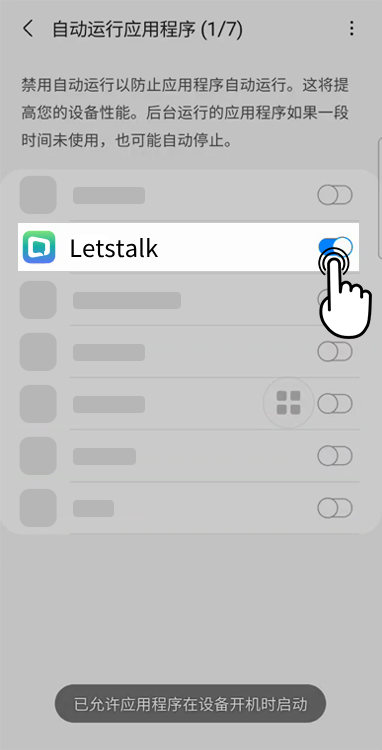 自动运行应用程序 (1/7)
禁用自动运行以防止应用程序自动运行。这将提
高您的设备性能。后台运行的应用程序如果一段
时间未使用，也可能自动停止。
Letstalk
已允许应用程序在设备开机时启动